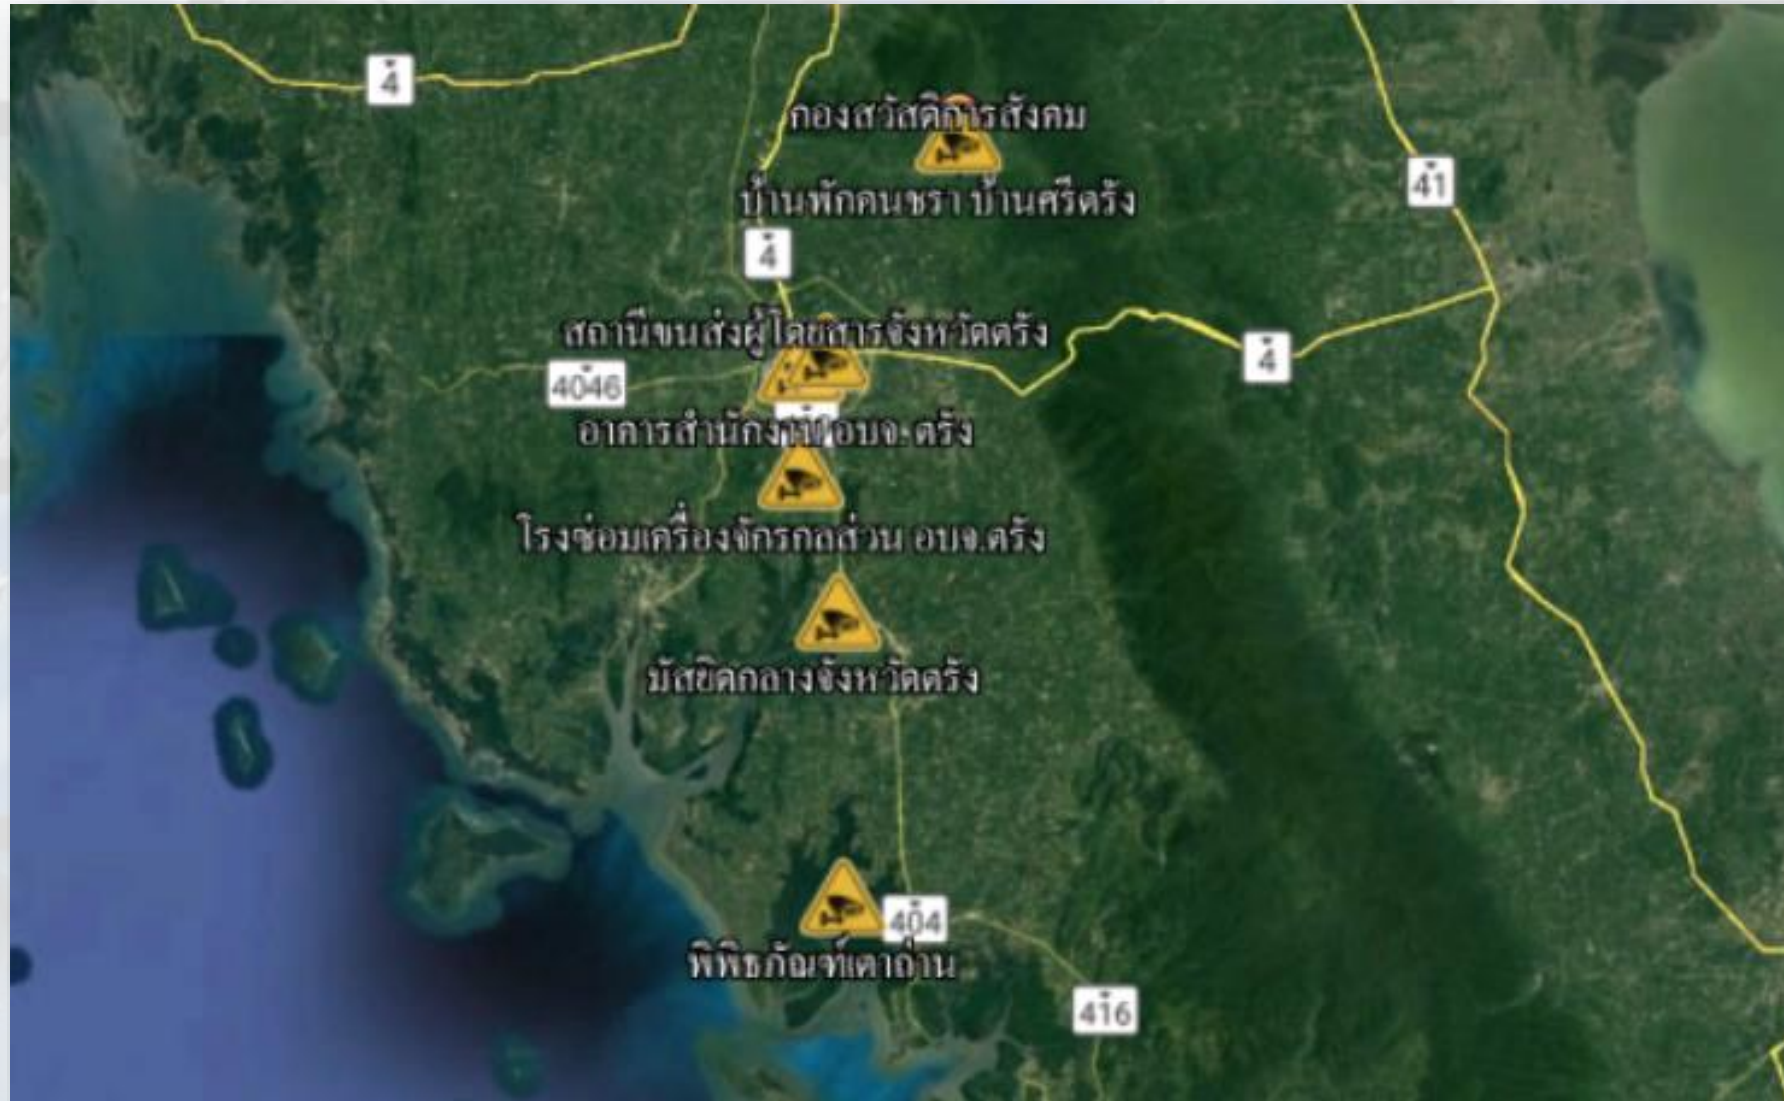 4
กองสวัสดิการสังคม
41
บ้านพักคนชรา บ้านศรีตรัง
4
สถานีขนส่งผู้โดยสารจังหวัดตรัง
4
4046
อาคารสำนักงาน อบจ. ตรัง
โรงซ่อมเครื่องจักรกลส่วน อบจ.ตรัง
มัสยิดกลางจังหวัดตรัง
404
พิพิธภัณฑ์เตาถ่าน
416